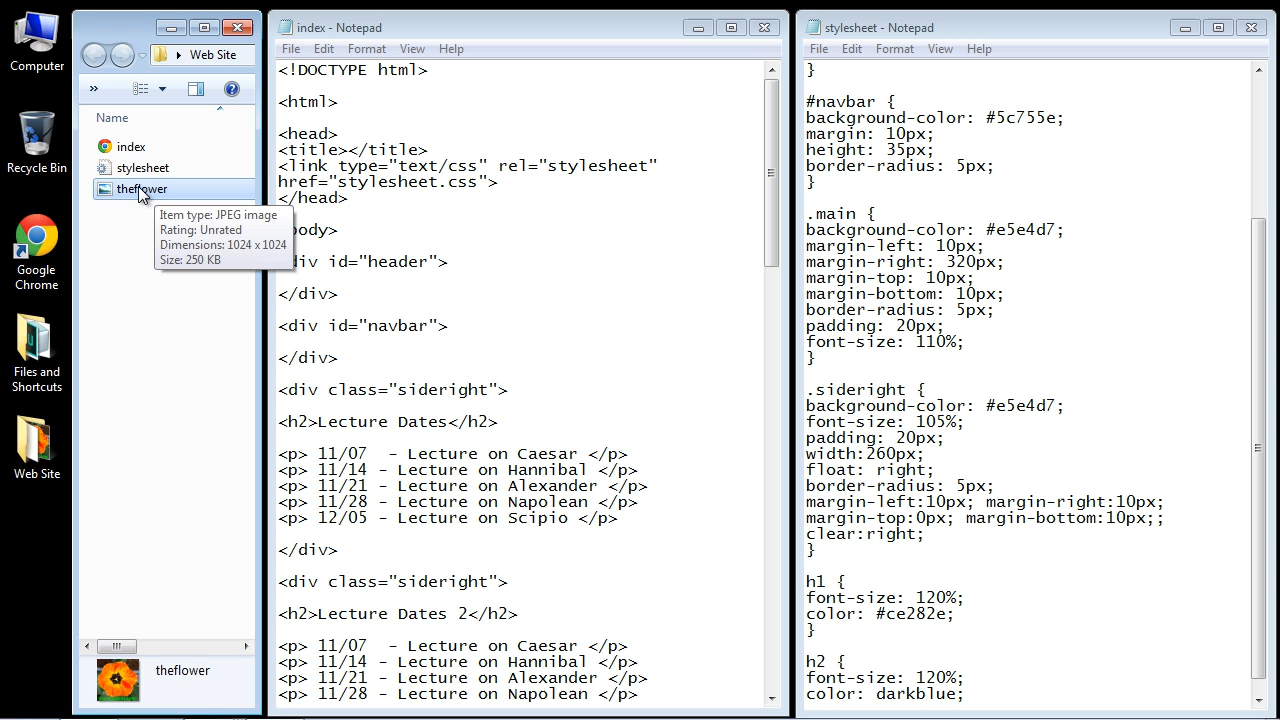 Computer
Recycle Bin
Google
Chrome
Files and
Shortcuts
Web Site
Web Site
»
Name
index
stylesheet
theflower
Item type: JPEG image
Rating: Unrated
Dimensions: 1024 x 1024
Size: 250 KB
theflower
index - Notepad
File Edit Format View Help
<!DOCTYPE html>
<html>
<head>
<title></title>
<link type="text/css" rel="stylesheet"
href="stylesheet.css">
</head>
body>
div id="header">
</div>
<div id="navbar">
</div>
<div class="sideright">
<h2>Lecture Dates</h2>
<p> 11/07  - Lecture on Caesar </p>
<p> 11/14 - Lecture on Hannibal </p>
<p> 11/21 - Lecture on Alexander </p>
<p> 11/28 - Lecture on Napolean </p>
<p> 12/05 - Lecture on Scipio </p>
</div>
<div class="sideright">
<h2>Lecture Dates 2</h2>
<p> 11/07  - Lecture on Caesar </p>
<p> 11/14 - Lecture on Hannibal </p>
<p> 11/21 - Lecture on Alexander </p>
<p> 11/28 - Lecture on Napolean </p>
stylesheet - Notepad
File Edit Format View Help
}
#navbar {
background-color: #5c755e;
margin: 10px;
height: 35px;
border-radius: 5px;
}
.main {
background-color: #e5e4d7;
margin-left: 10px;
margin-right: 320px;
margin-top: 10px;
margin-bottom: 10px;
border-radius: 5px;
padding: 20px;
font-size: 110%;
}
.sideright {
background-color: #e5e4d7;
font-size: 105%;
padding: 20px;
width:260px;
float: right;
border-radius: 5px;
margin-left:10px; margin-right:10px;
margin-top:0px; margin-bottom:10px;;
clear:right;
}
h1 {
font-size: 120%;
color: #ce282e;
}
h2 {
font-size: 120%;
color: darkblue;